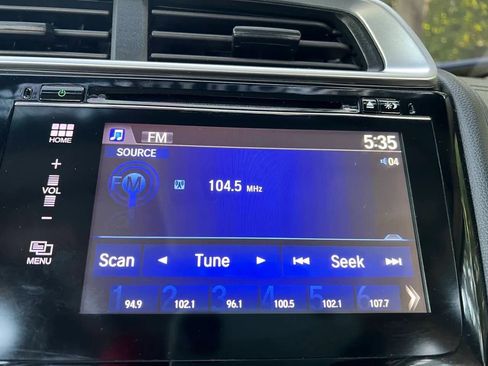 FM 5:35
SOURCE 04
HOME
FM 104.5 MHz
+
VOL
−
MENU
Scan Tune Seek
1 2 3 4 5 6
94.9 102.1 96.1 100.5 102.1 107.7